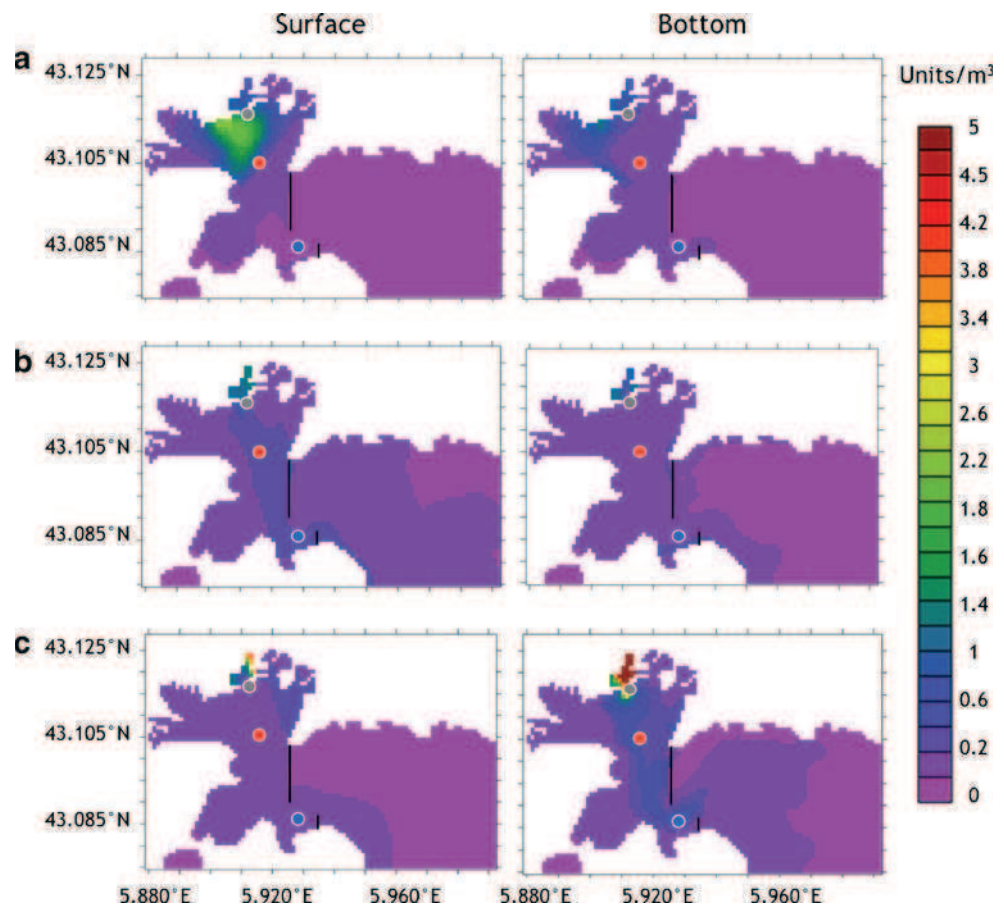 Surface
Bottom
a
43.125°N
43.105°N
43.085°N
b
43.125°N
43.105°N
43.085°N
c
43.125°N
43.105°N
43.085°N
5.880°E
5.920°E
5.960°E
5.880°E
5.920°E
5.960°E
Units/m³
5
4.5
4.2
3.8
3.4
3
2.6
2.2
1.8
1.6
1.4
1
0.6
0.2
0